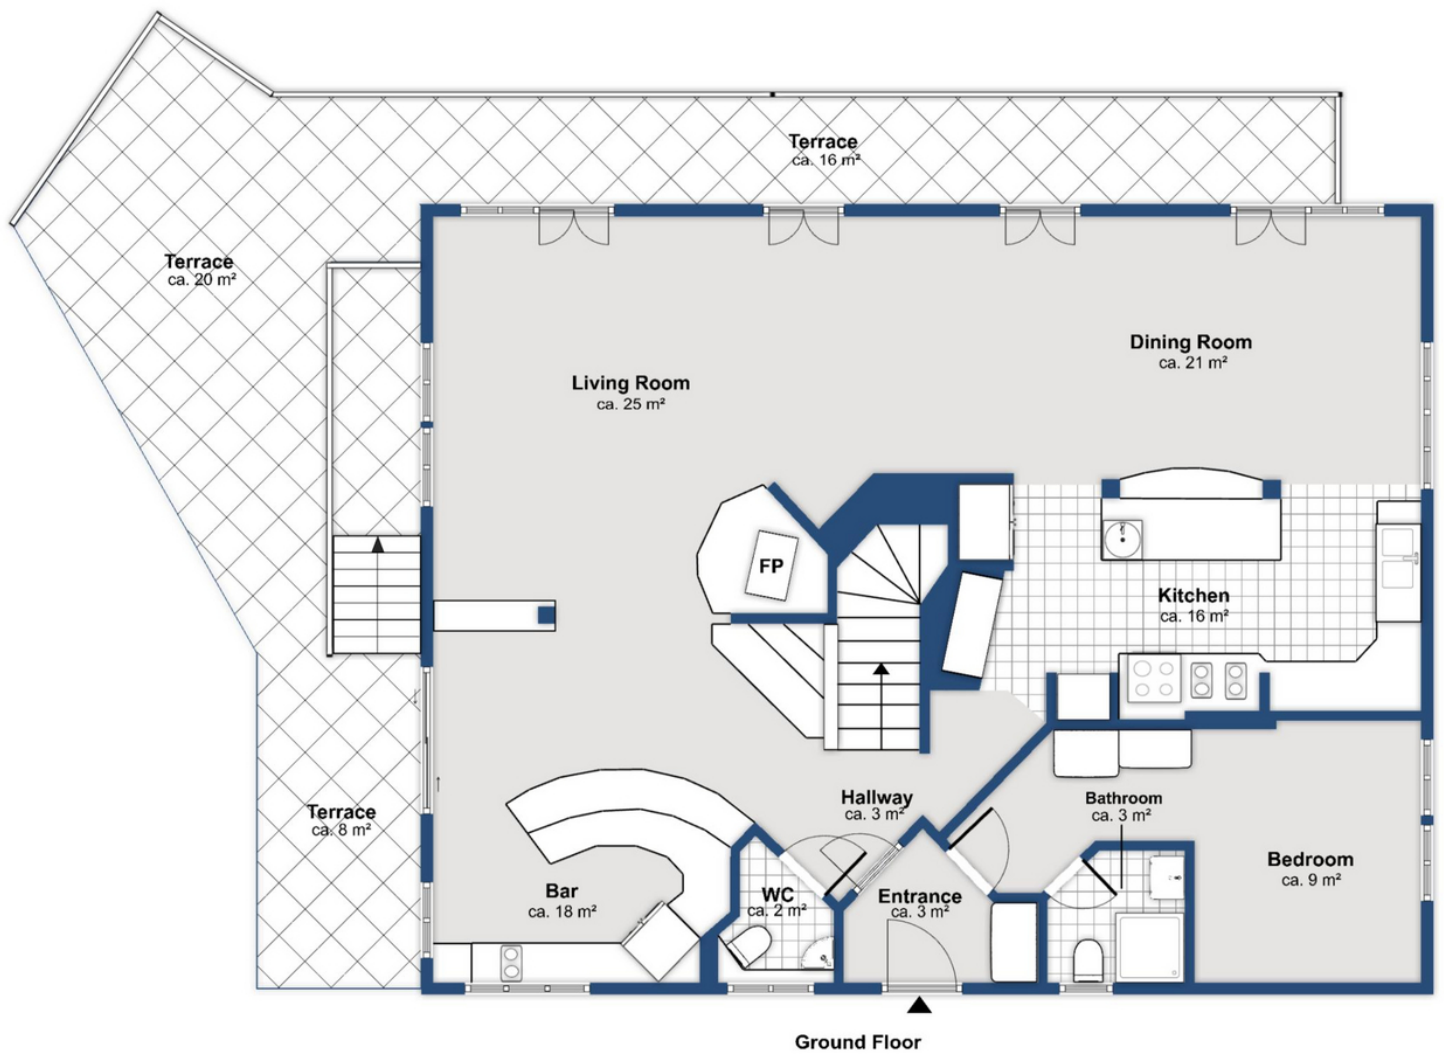 Terrace
ca. 16 m²
Terrace
ca. 20 m²
Dining Room
ca. 21 m²
Living Room
ca. 25 m²
FP
Kitchen
ca. 16 m²
Hallway
ca. 3 m²
Bathroom
ca. 3 m²
Terrace
ca. 8 m²
Bedroom
ca. 9 m²
Bar
ca. 18 m²
WC
ca. 2 m²
Entrance
ca. 3 m²
Ground Floor